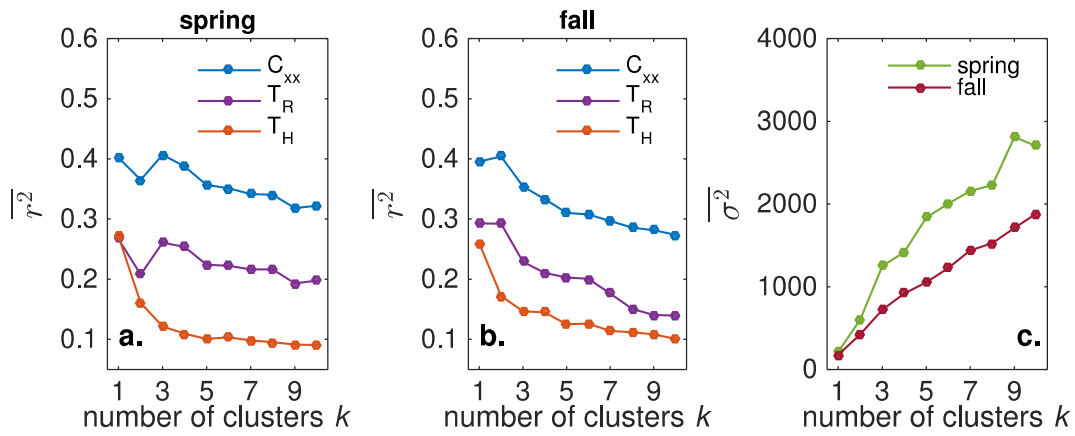 spring
0.6
0.5
0.4
0.3
0.2
0.1
r²
C_xx
T_R
T_H
a.
1 3 5 7 9
number of clusters k
fall
0.6
0.5
0.4
0.3
0.2
0.1
r²
C_xx
T_R
T_H
b.
1 3 5 7 9
number of clusters k
4000
3000
2000
1000
0
σ²
spring
fall
c.
1 3 5 7 9
number of clusters k